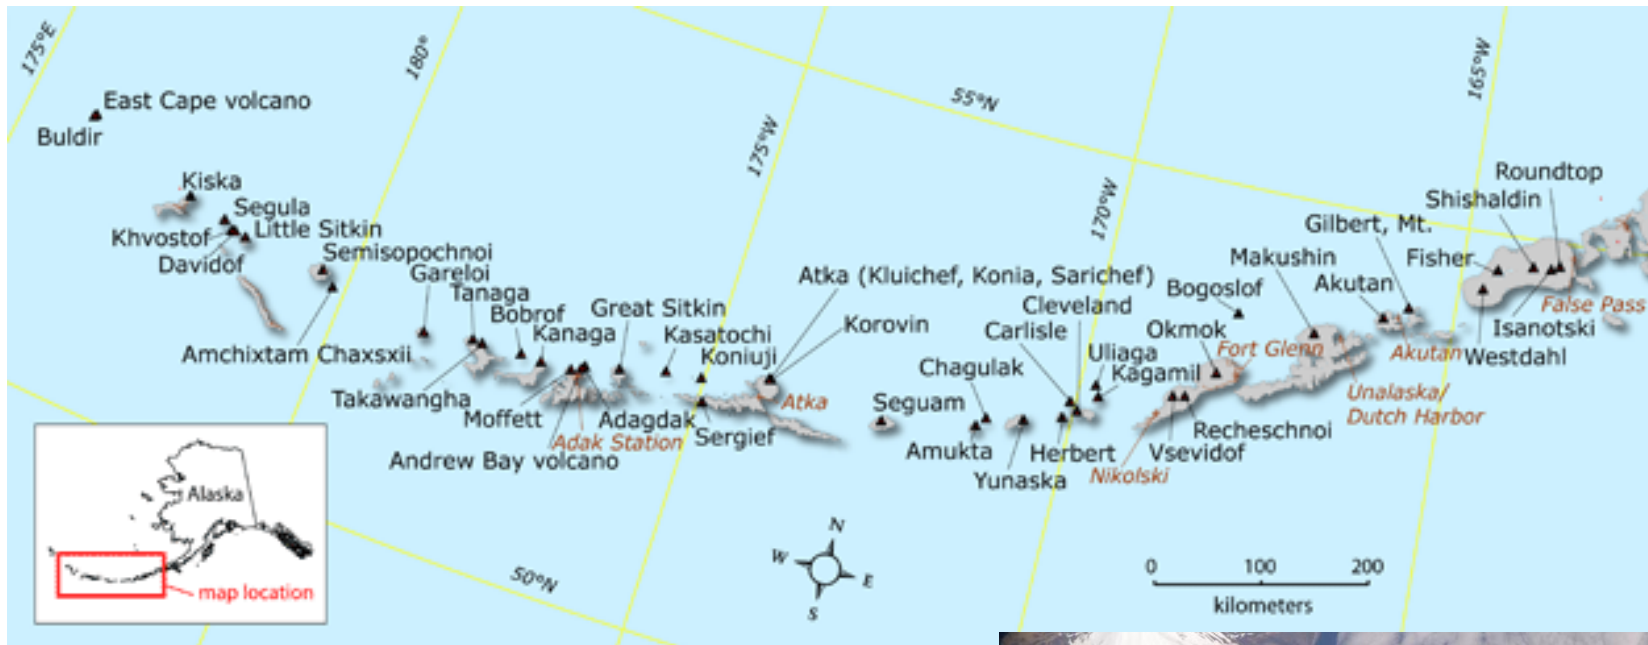 175°E
180°
175°W
55°N
170°W
165°W
East Cape volcano
Buldir
Kiska
Segula
Khvostof
Little Sitkin
Davidof
Semisopochnoi
Gareloi
Amchixtam Chaxsxii
Tanaga
Bobrof
Kanaga
Great Sitkin
Kasatochi
Koniuji
Takawangha
Moffett
Adagdak
Adak Station
Andrew Bay volcano
Sergief
Atka (Kluichef, Konia, Sarichef)
Korovin
Atka
Seguam
Chagulak
Amukta
Yunaska
Cleveland
Carlisle
Herbert
Uliaga
Kagamil
Nikolski
Bogoslof
Okmok
Fort Glenn
Recheschnoi
Vsevidof
Makushin
Unalaska/
Dutch Harbor
Akutan
Akutan
Gilbert, Mt.
Fisher
Shishaldin
Roundtop
False Pass
Isanotski
Westdahl
Alaska
map location
50°N
N
W
E
S
0
100
200
kilometers